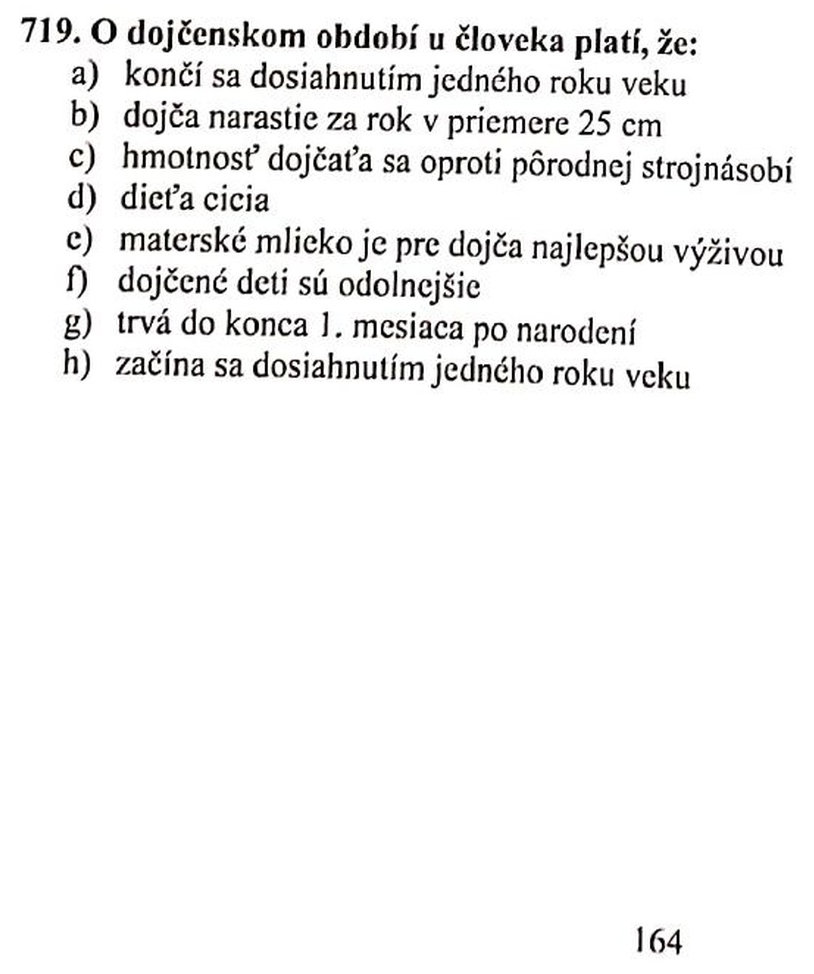 719. O dojčenskom období u človeka platí, že:
a) končí sa dosiahnutím jedného roku veku
b) dojča narastie za rok v priemere 25 cm
c) hmotnosť dojčaťa sa oproti pôrodnej strojnásobí
d) dieťa cicia
e) materské mlieko je pre dojča najlepšou výživou
f) dojčené deti sú odolnejšie
g) trvá do konca 1. mesiaca po narodení
h) začína sa dosiahnutím jedného roku veku
164